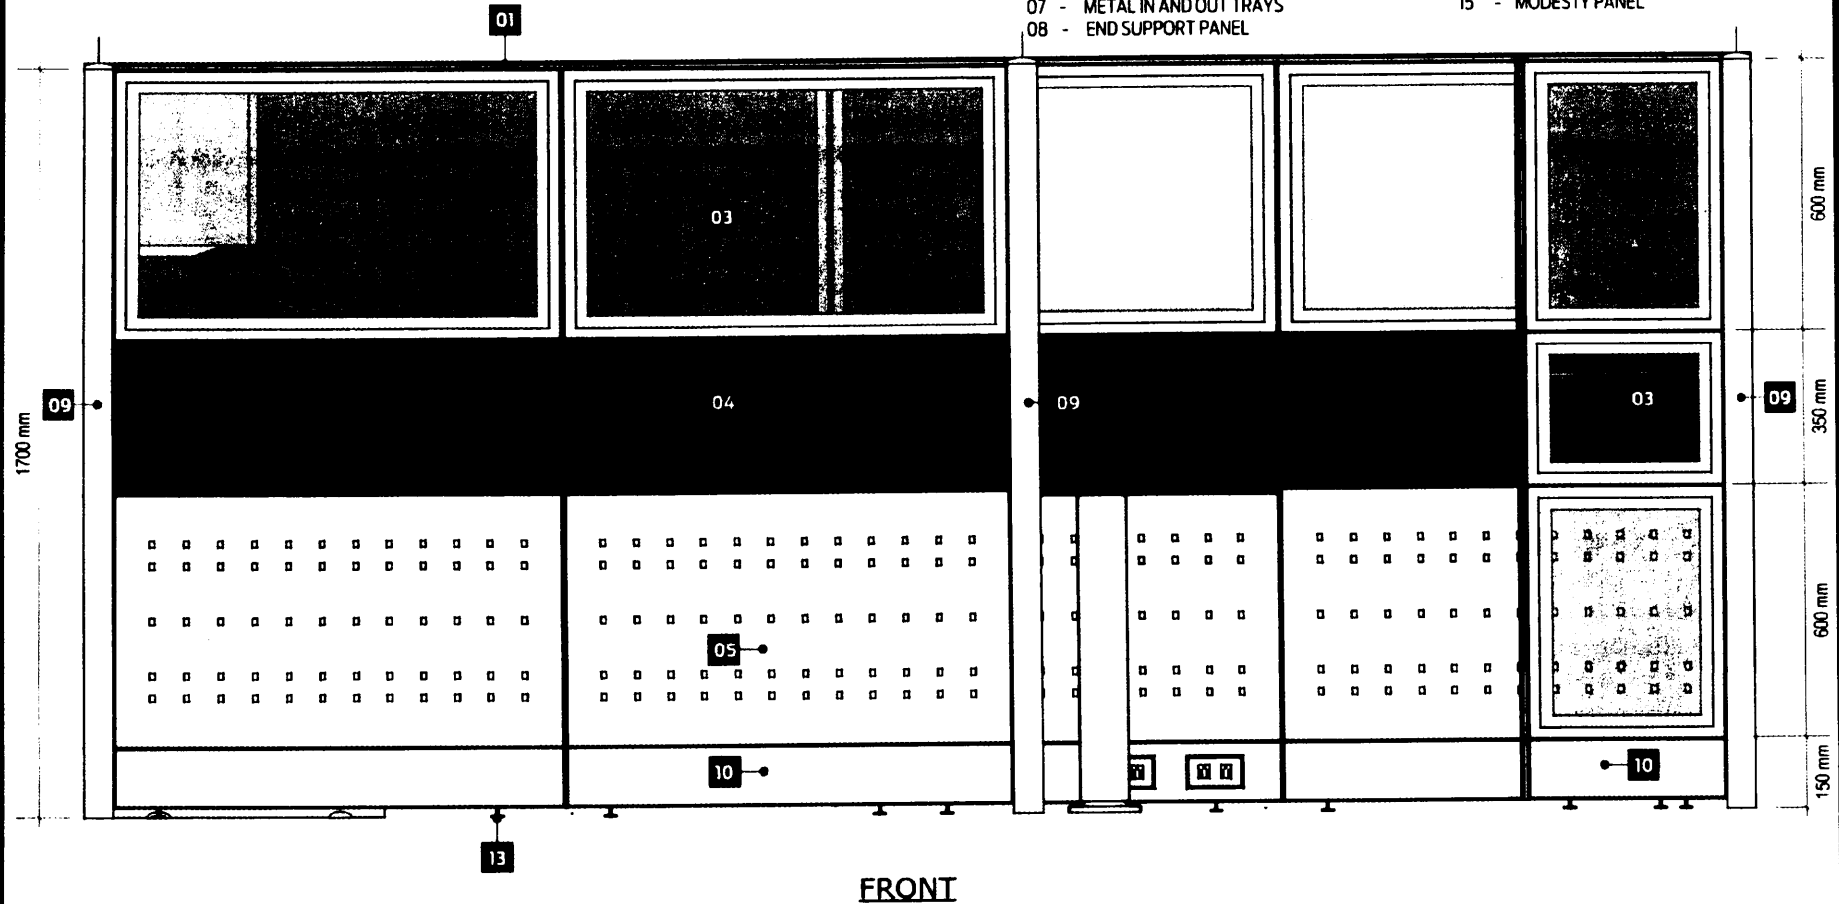 07 - METAL IN AND OUT TRAYS
15 - MODESTY PANEL
08 - END SUPPORT PANEL
01
03
600 mm
09
04
09
03
09
350 mm
1700 mm
05
600 mm
10
10
150 mm
13
FRONT